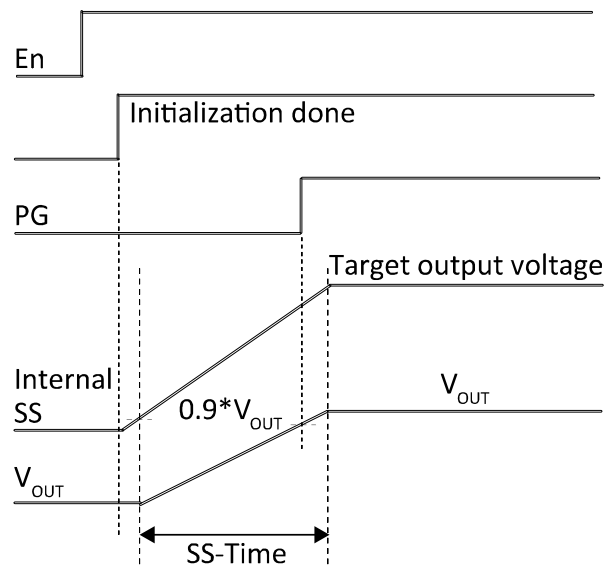 En
Initialization done
PG
Target output voltage
Internal
SS
0.9*VOUT
VOUT
VOUT
SS-Time